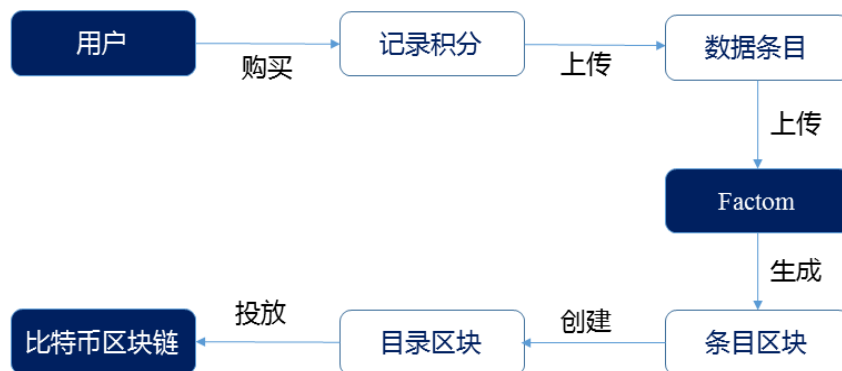 用户
购买
记录积分
上传
数据条目
上传
Factom
生成
条目区块
创建
目录区块
投放
比特币区块链